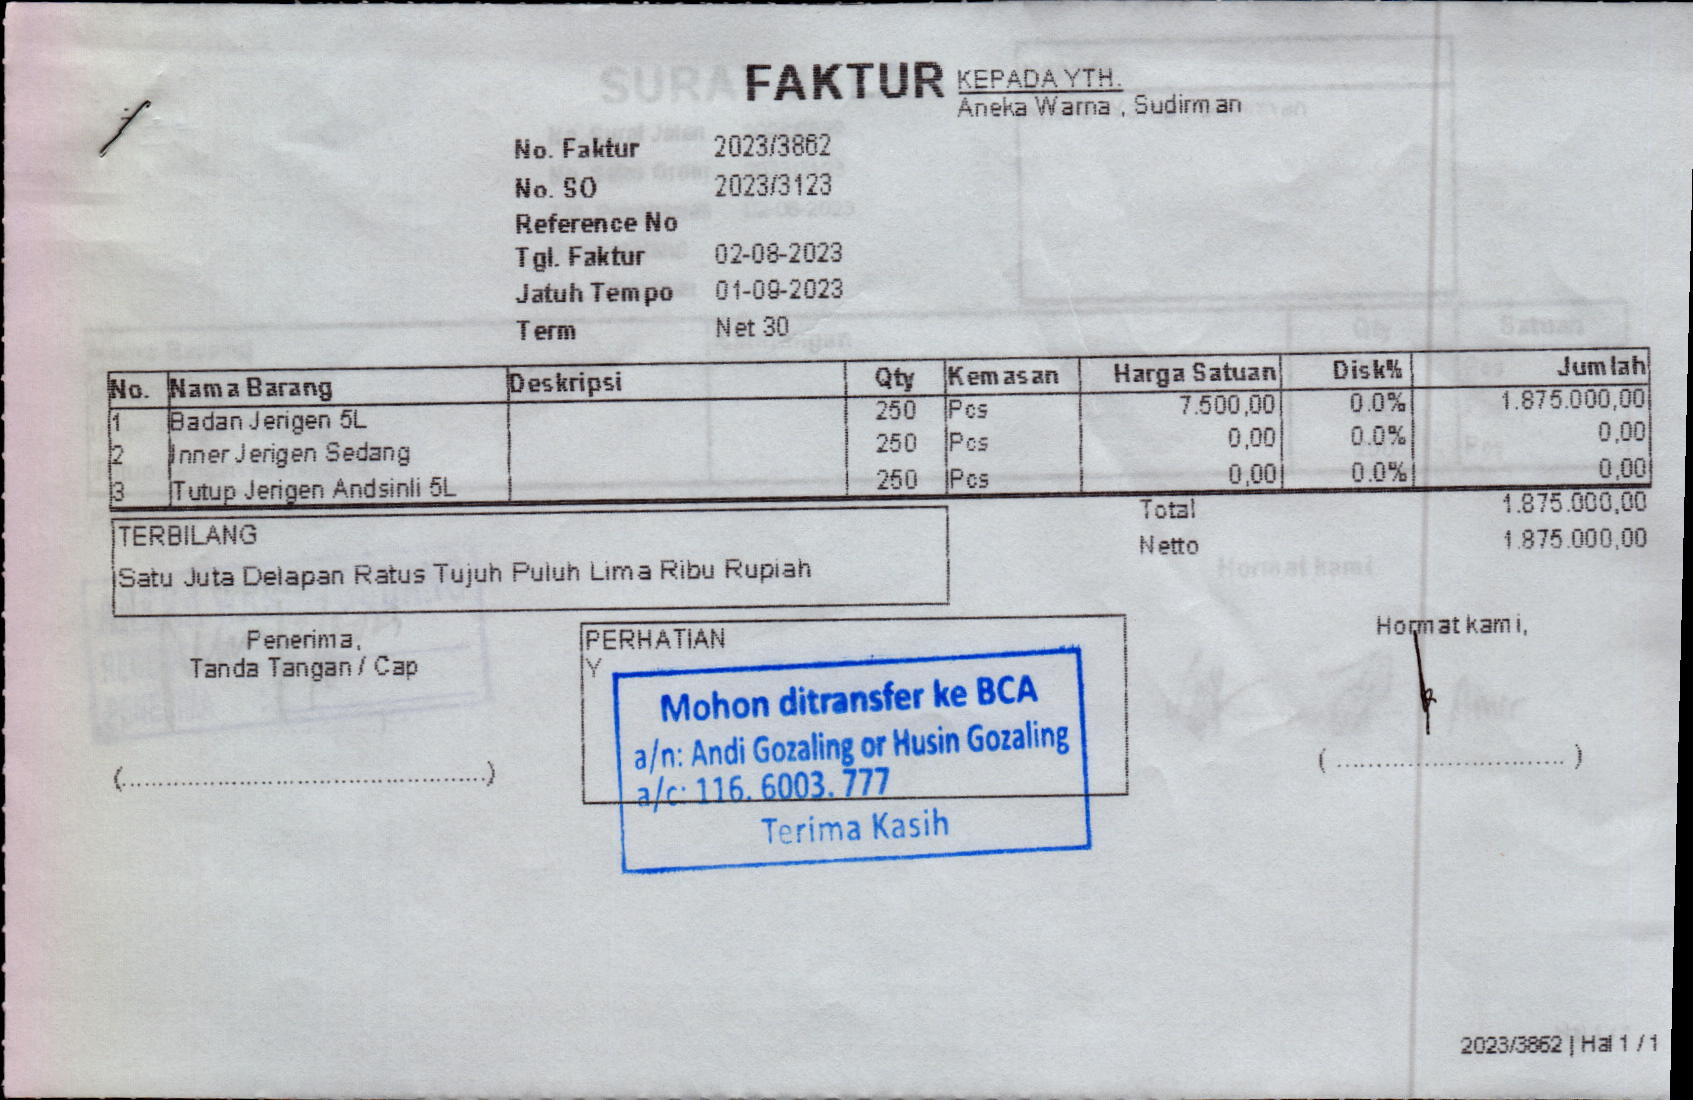 FAKTUR
KEPADA YTH.
Aneka Warna , Sudirman
No. Faktur 2023/3862
No. SO 2023/3123
Reference No
Tgl. Faktur 02-08-2023
Jatuh Tempo 01-09-2023
Term Net 30
No. Nama Barang Deskripsi Qty Kemasan Harga Satuan Disk% Jumlah
1 Badan Jerigen 5L 250 Pcs 7.500,00 0.0% 1.875.000,00
2 Inner Jerigen Sedang 250 Pcs 0,00 0.0% 0,00
3 Tutup Jerigen Andsinli 5L 250 Pcs 0,00 0.0% 0,00
Total 1.875.000,00
Netto 1.875.000,00
TERBILANG
Satu Juta Delapan Ratus Tujuh Puluh Lima Ribu Rupiah
Penerima,
Tanda Tangan / Cap
(..............................................)
PERHATIAN
Y
Mohon ditransfer ke BCA
a/n: Andi Gozaling or Husin Gozaling
a/c: 116. 6003. 777
Terima Kasih
Hormat kami,
( ............................ )
2023/3862 | Hal 1 / 1